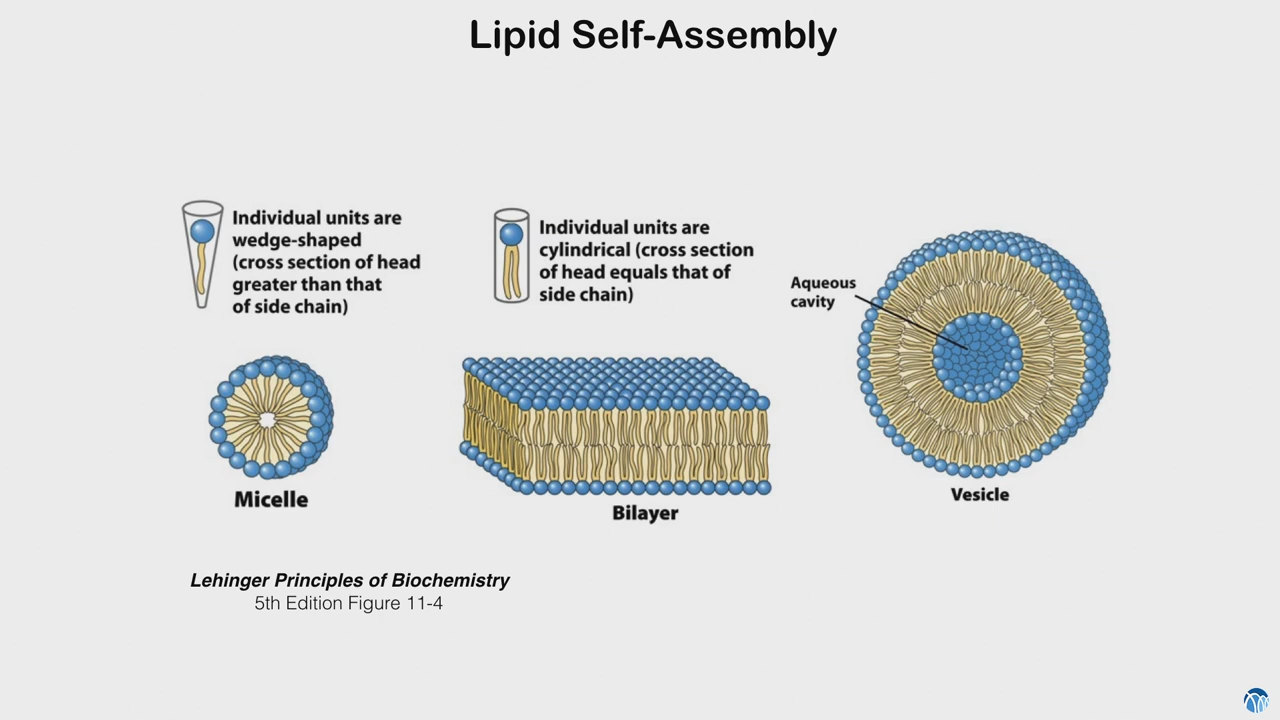 Lipid Self-Assembly
Individual units are
wedge-shaped
(cross section of head
greater than that
of side chain)
Individual units are
cylindrical (cross section
of head equals that of
side chain)
Aqueous
cavity
Micelle
Bilayer
Vesicle
Lehinger Principles of Biochemistry
5th Edition Figure 11-4